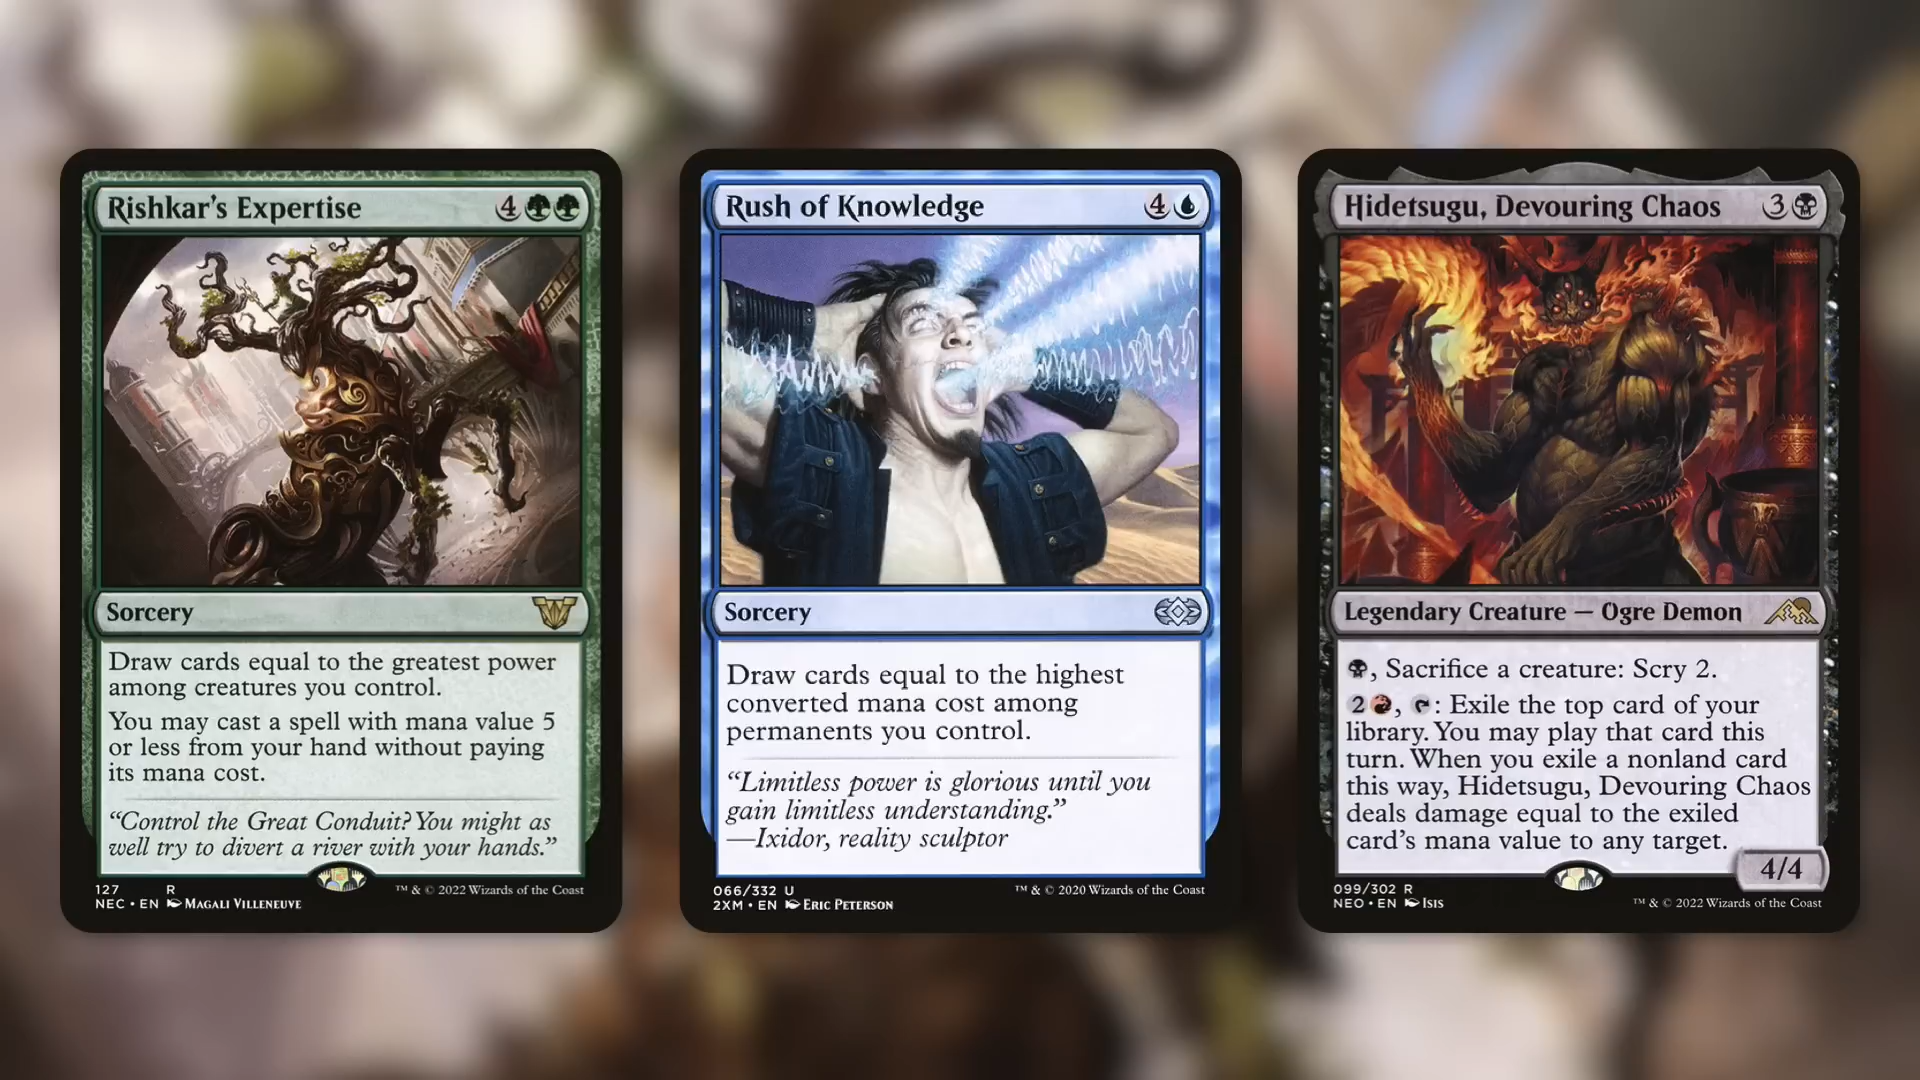 Rishkar's Expertise 4
Sorcery
Draw cards equal to the greatest power
among creatures you control.
You may cast a spell with mana value 5
or less from your hand without paying
its mana cost.
“Control the Great Conduit? You might as
well try to divert a river with your hands.”
127 R
NEC • EN Magali Villeneuve
™ & © 2022 Wizards of the Coast
Rush of Knowledge 4
Sorcery
Draw cards equal to the highest
converted mana cost among
permanents you control.
“Limitless power is glorious until you
gain limitless understanding.”
—Ixidor, reality sculptor
066/332 U
2XM • EN Eric Peterson
™ & © 2020 Wizards of the Coast
Hidetsugu, Devouring Chaos 3
Legendary Creature — Ogre Demon
, Sacrifice a creature: Scry 2.
2, : Exile the top card of your
library. You may play that card this
turn. When you exile a nonland card
this way, Hidetsugu, Devouring Chaos
deals damage equal to the exiled
card's mana value to any target.
4/4
099/302 R
NEO • EN Isis
™ & © 2022 Wizards of the Coast